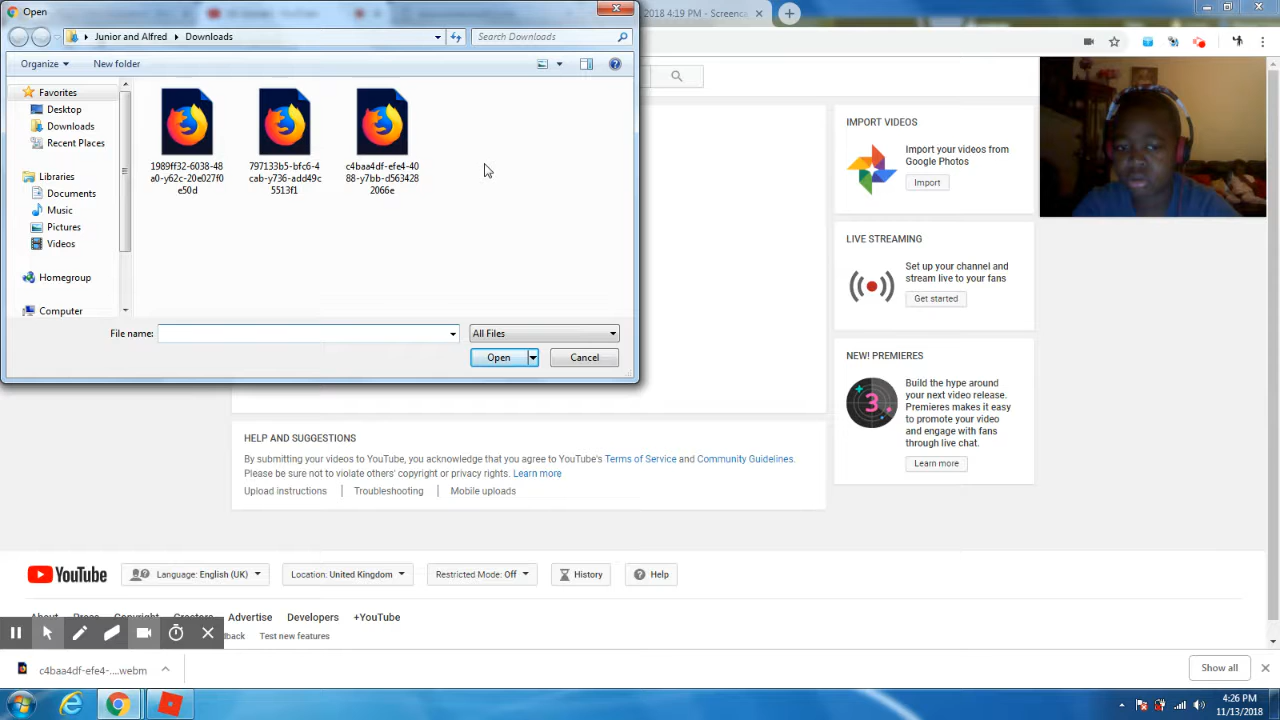 Open
2018 4:19 PM - Screenca
Junior and Alfred
Downloads
Search Downloads
Organize
New folder
Favorites
Desktop
Downloads
Recent Places
Libraries
Documents
Music
Pictures
Videos
Homegroup
Computer
1989ff32-6038-48
a0-y62c-20e027f0
e50d
797133b5-bfc6-4
cab-y736-add49c
5513f1
c4baa4df-efe4-40
88-y7bb-d563428
2066e
File name:
All Files
Open
Cancel
IMPORT VIDEOS
Import your videos from
Google Photos
Import
LIVE STREAMING
Set up your channel and
stream live to your fans
Get started
NEW! PREMIERES
3
Build the hype around
your next video release.
Premieres makes it easy
to promote your video
and engage with fans
through live chat.
Learn more
HELP AND SUGGESTIONS
By submitting your videos to YouTube, you acknowledge that you agree to YouTube's Terms of Service and Community Guidelines.
Please be sure not to violate others' copyright or privacy rights. Learn more
Upload instructions
Troubleshooting
Mobile uploads
YouTube
Language: English (UK)
Location: United Kingdom
Restricted Mode: Off
History
Help
About Press Copyright Creators Advertise Developers +YouTube
dback Test new features
c4baa4df-efe4-....webm
Show all
4:26 PM
11/13/2018